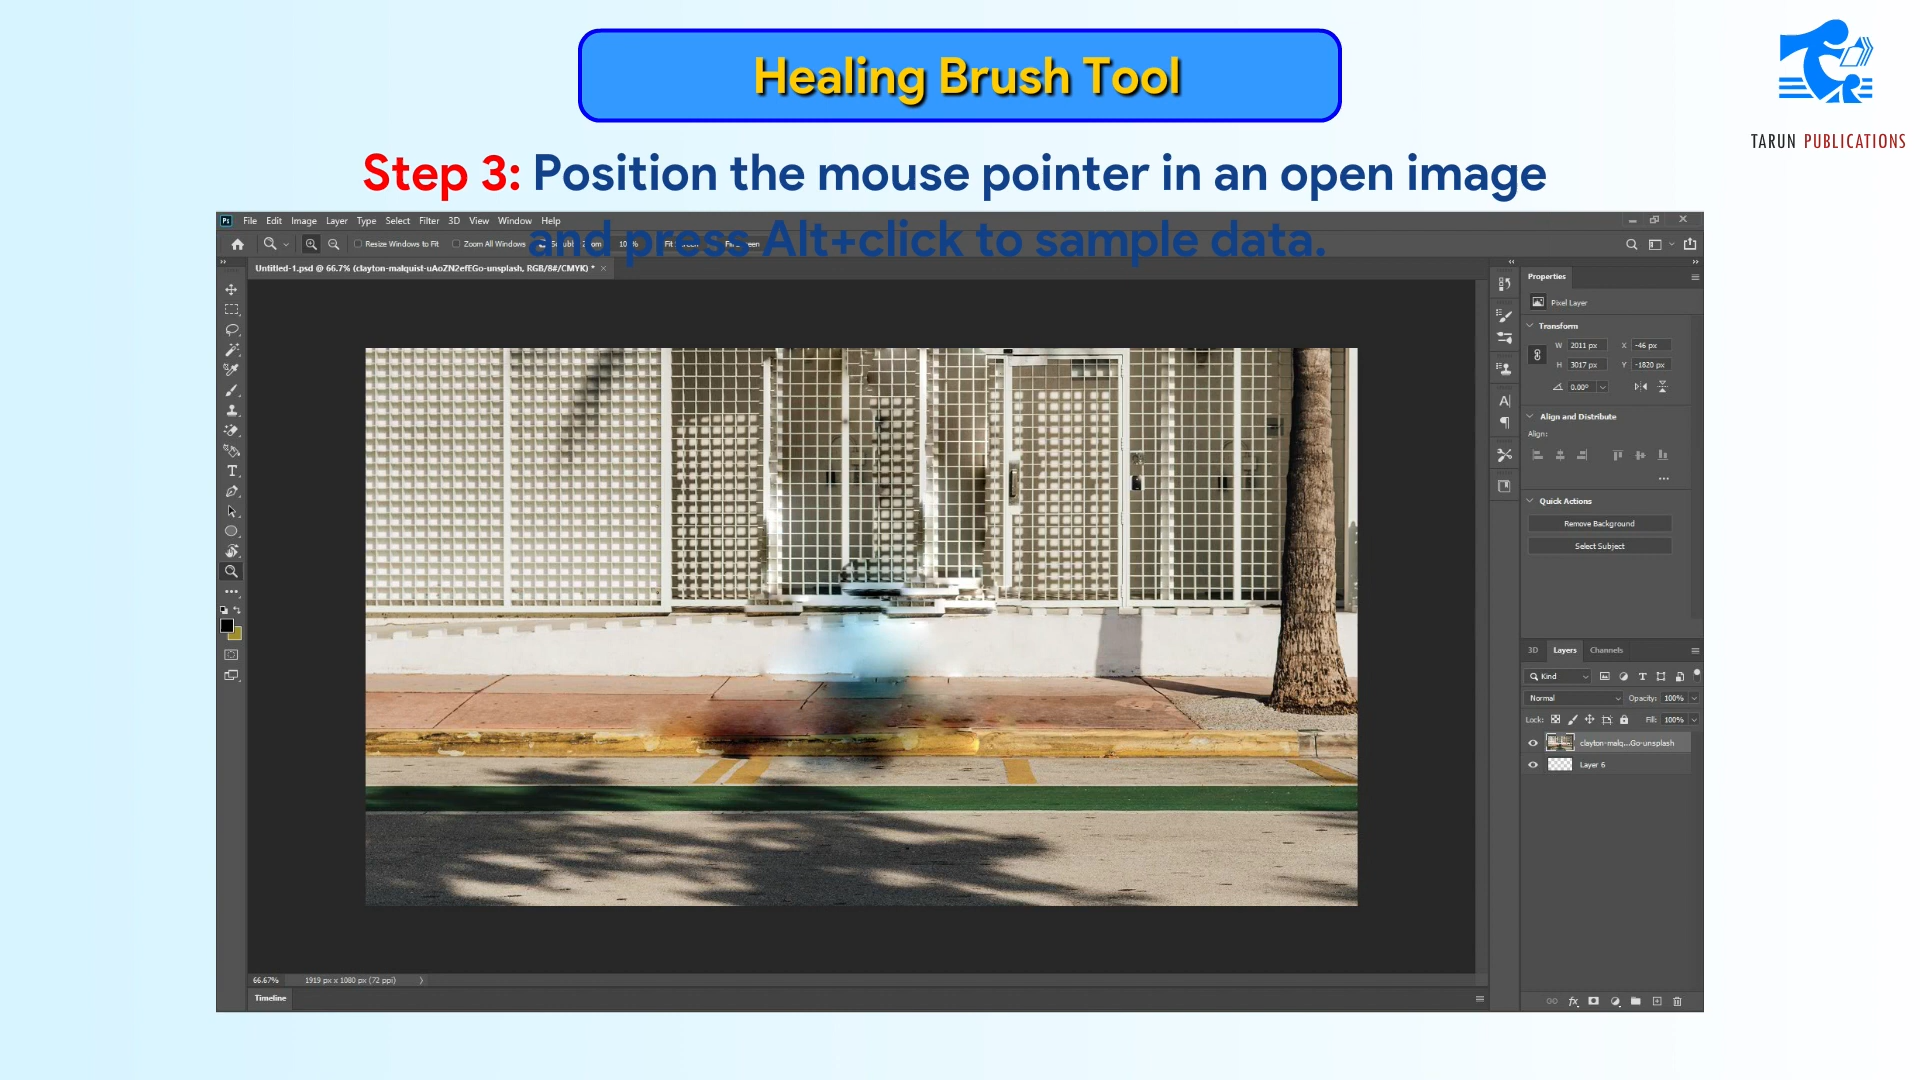 Healing Brush Tool
TARUN PUBLICATIONS
Step 3: Position the mouse pointer in an open image
and press Alt+click to sample data.
Ps File Edit Image Layer Type Select Filter 3D View Window Help
Resize Windows to Fit Zoom All Windows
Untitled-1.psd @ 66.7% (clayton-malquist-uAoZN2efEGo-unsplash, RGB/8#/CMYK) * ×
Properties
Pixel Layer
Transform
W 2011 px X -46 px
H 3017 px Y -1820 px
0.00°
Align and Distribute
Align:
Quick Actions
Remove Background
Select Subject
3D Layers Channels
Kind
Normal Opacity: 100%
Lock: Fill: 100%
clayton-malq...Go-unsplash
Layer 6
66.67% 1919 px x 1080 px (72 ppi)
Timeline